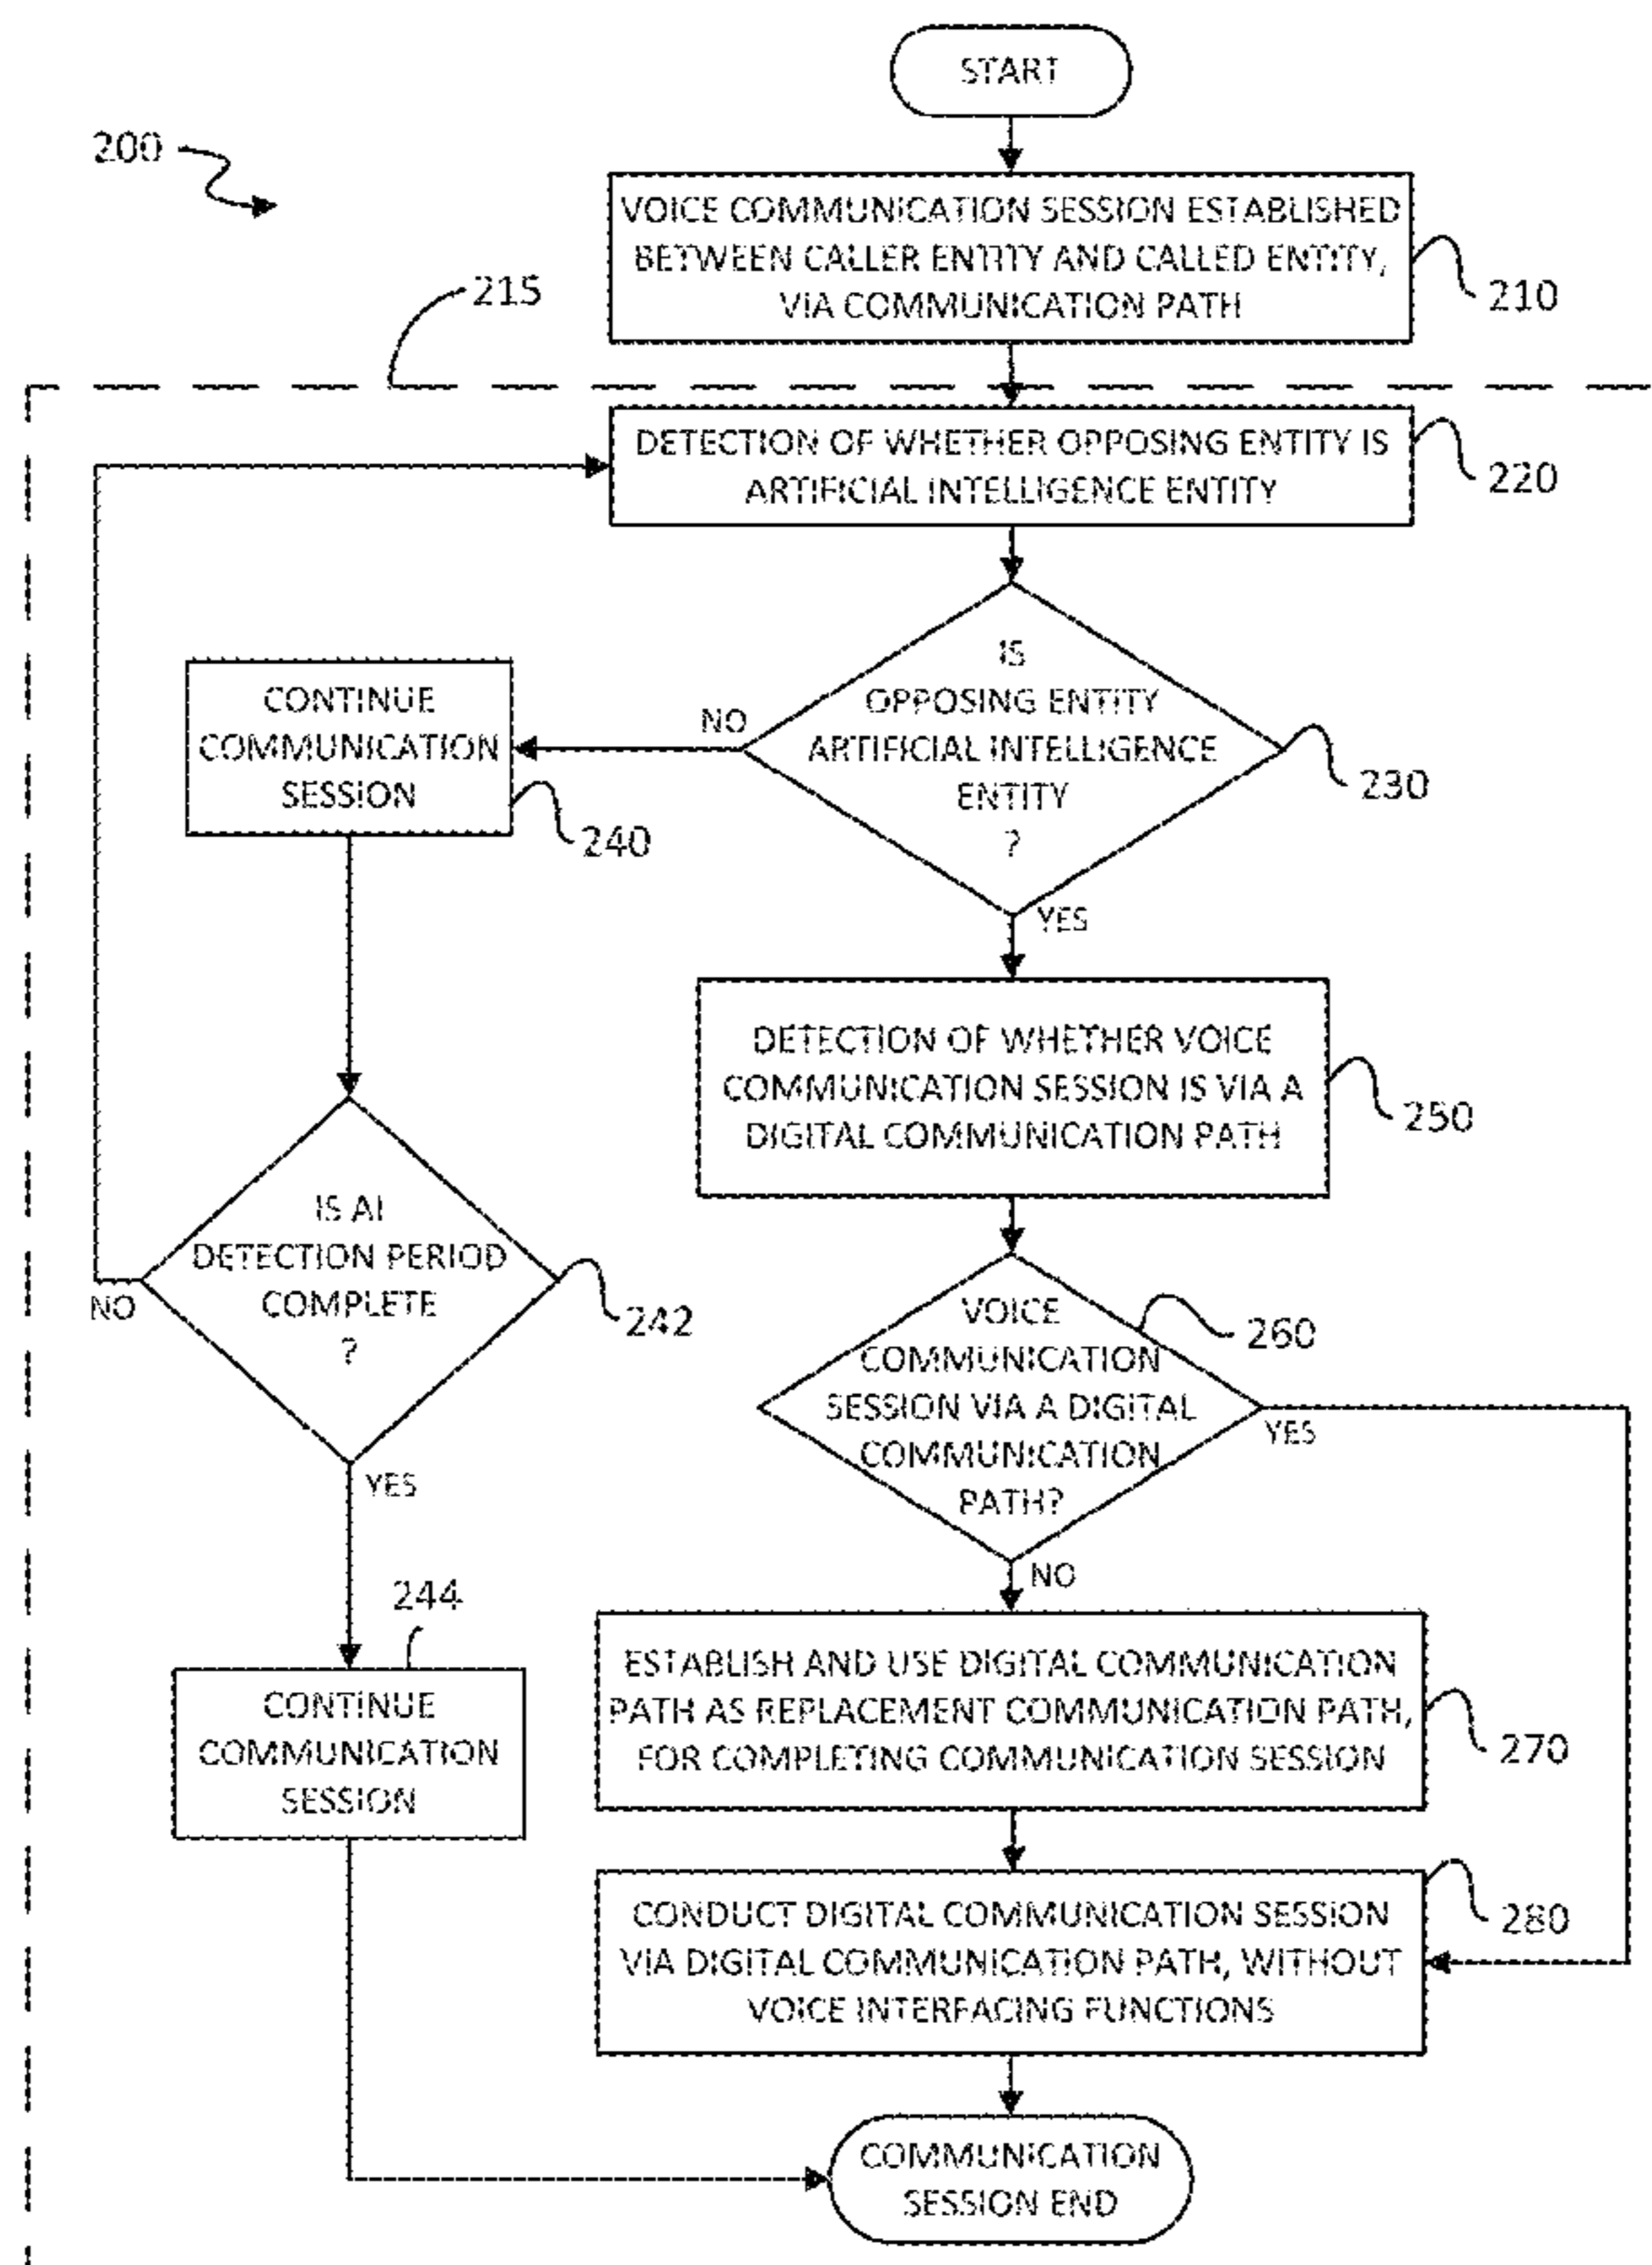 START
200
VOICE COMMUNICATION SESSION ESTABLISHED
BETWEEN CALLER ENTITY AND CALLED ENTITY,
VIA COMMUNICATION PATH
210
215
DETECTION OF WHETHER OPPOSING ENTITY IS
ARTIFICIAL INTELLIGENCE ENTITY
220
IS
OPPOSING ENTITY
ARTIFICIAL INTELLIGENCE
ENTITY
?
230
NO
YES
CONTINUE
COMMUNICATION
SESSION
240
DETECTION OF WHETHER VOICE
COMMUNICATION SESSION IS VIA A
DIGITAL COMMUNICATION PATH
250
IS AI
DETECTION PERIOD
COMPLETE
?
242
NO
YES
VOICE
COMMUNICATION
SESSION VIA A DIGITAL
COMMUNICATION
PATH?
260
YES
NO
244
CONTINUE
COMMUNICATION
SESSION
ESTABLISH AND USE DIGITAL COMMUNICATION
PATH AS REPLACEMENT COMMUNICATION PATH,
FOR COMPLETING COMMUNICATION SESSION
270
CONDUCT DIGITAL COMMUNICATION SESSION
VIA DIGITAL COMMUNICATION PATH, WITHOUT
VOICE INTERFACING FUNCTIONS
280
COMMUNICATION
SESSION END